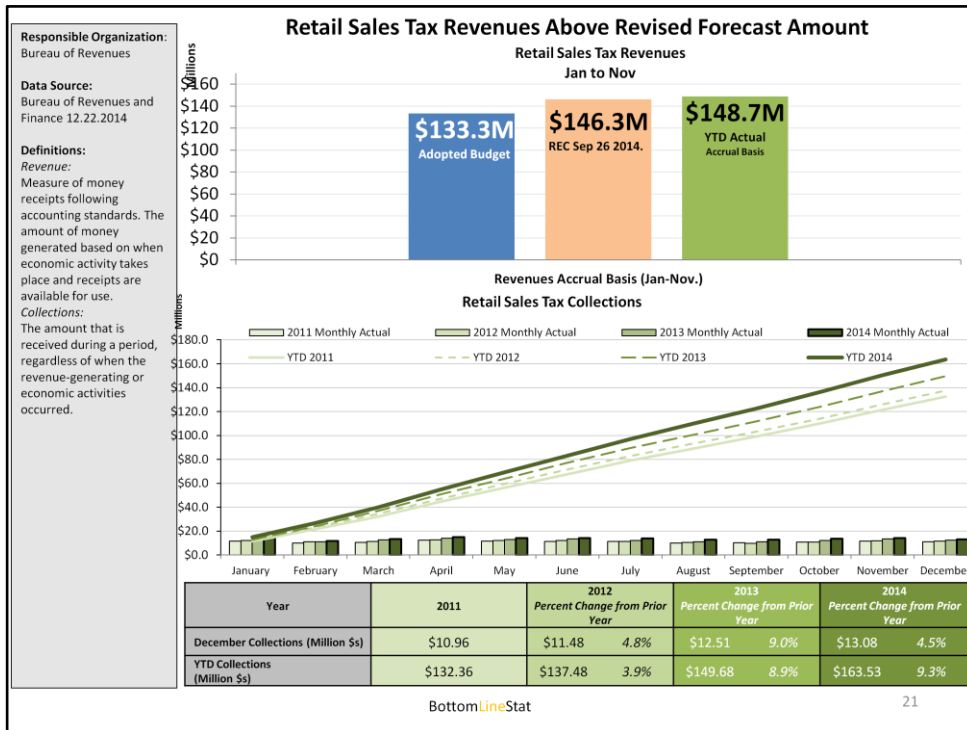 Retail Sales Tax Revenues Above Revised Forecast Amount
Responsible Organization:
Bureau of Revenues
Data Source:
Bureau of Revenues and
Finance 12.22.2014
Definitions:
Revenue:
Measure of money
receipts following
accounting standards. The
amount of money
generated based on when
economic activity takes
place and receipts are
available for use.
Collections:
The amount that is
received during a period,
regardless of when the
revenue-generating or
economic activities
occurred.
Retail Sales Tax Revenues
Jan to Nov
Millions
$160
$140
$120
$100
$80
$60
$40
$20
$0
$133.3M
Adopted Budget
$146.3M
REC Sep 26 2014.
$148.7M
YTD Actual
Accrual Basis
Revenues Accrual Basis (Jan-Nov.)
Retail Sales Tax Collections
Millions
2011 Monthly Actual 2012 Monthly Actual 2013 Monthly Actual 2014 Monthly Actual
YTD 2011 YTD 2012 YTD 2013 YTD 2014
$180.0
$160.0
$140.0
$120.0
$100.0
$80.0
$60.0
$40.0
$20.0
$0.0
January February March April May June July August September October November December
Year 2011 2012 Percent Change from Prior Year 2013 Percent Change from Prior Year 2014 Percent Change from Prior Year
December Collections (Million $s) $10.96 $11.48 4.8% $12.51 9.0% $13.08 4.5%
YTD Collections (Million $s) $132.36 $137.48 3.9% $149.68 8.9% $163.53 9.3%
BottomLineStat
21